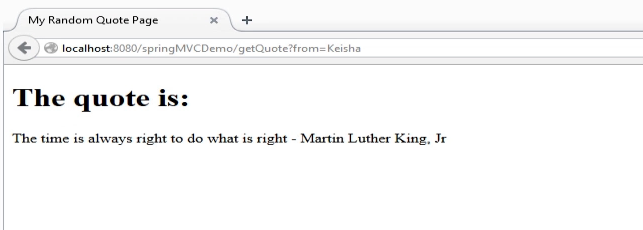 My Random Quote Page
localhost:8080/springMVCDemo/getQuote?from=Keisha
The quote is:
The time is always right to do what is right - Martin Luther King, Jr